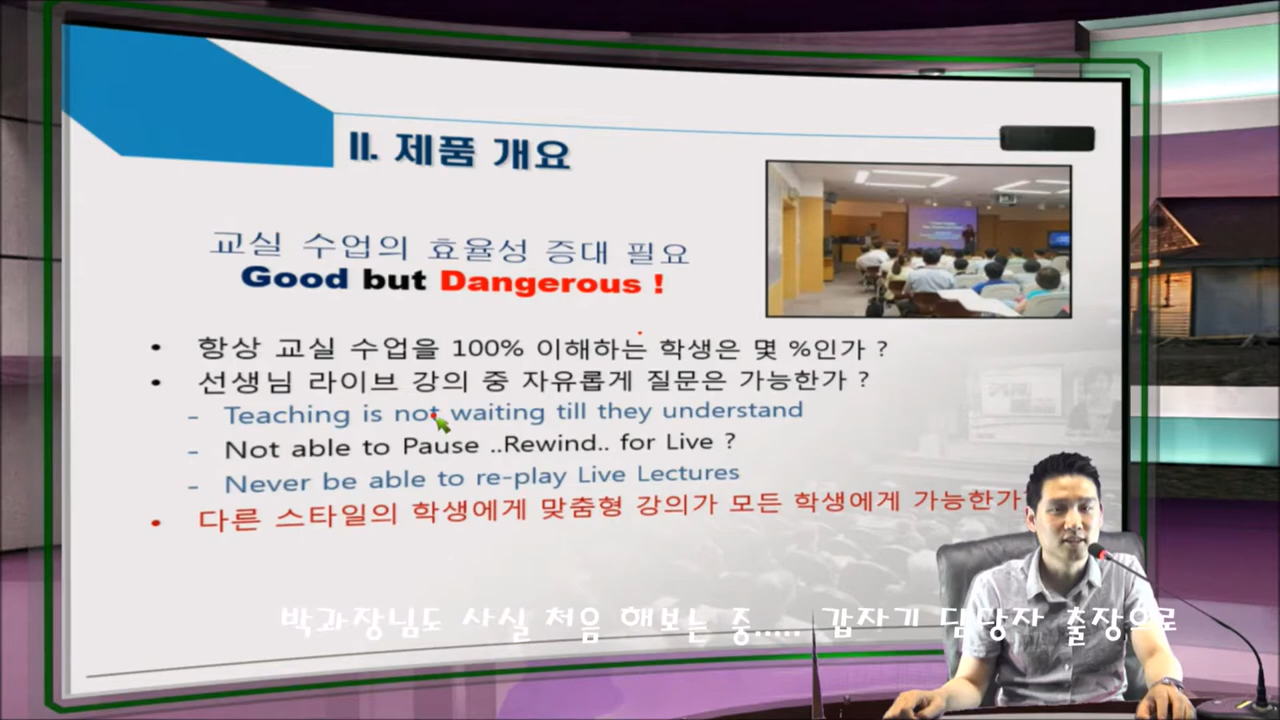 II. 제품 개요
교실 수업의 효율성 증대 필요
Good but Dangerous !
• 항상 교실 수업을 100% 이해하는 학생은 몇 %인가 ?
• 선생님 라이브 강의 중 자유롭게 질문은 가능한가 ?
- Teaching is not waiting till they understand
- Not able to Pause ..Rewind.. for Live ?
- Never be able to re-play Live Lectures
• 다른 스타일의 학생에게 맞춤형 강의가 모든 학생에게 가능한가?
박과장님도 사실 처음 해보는 중..... 갑자기 담당자 출장으로